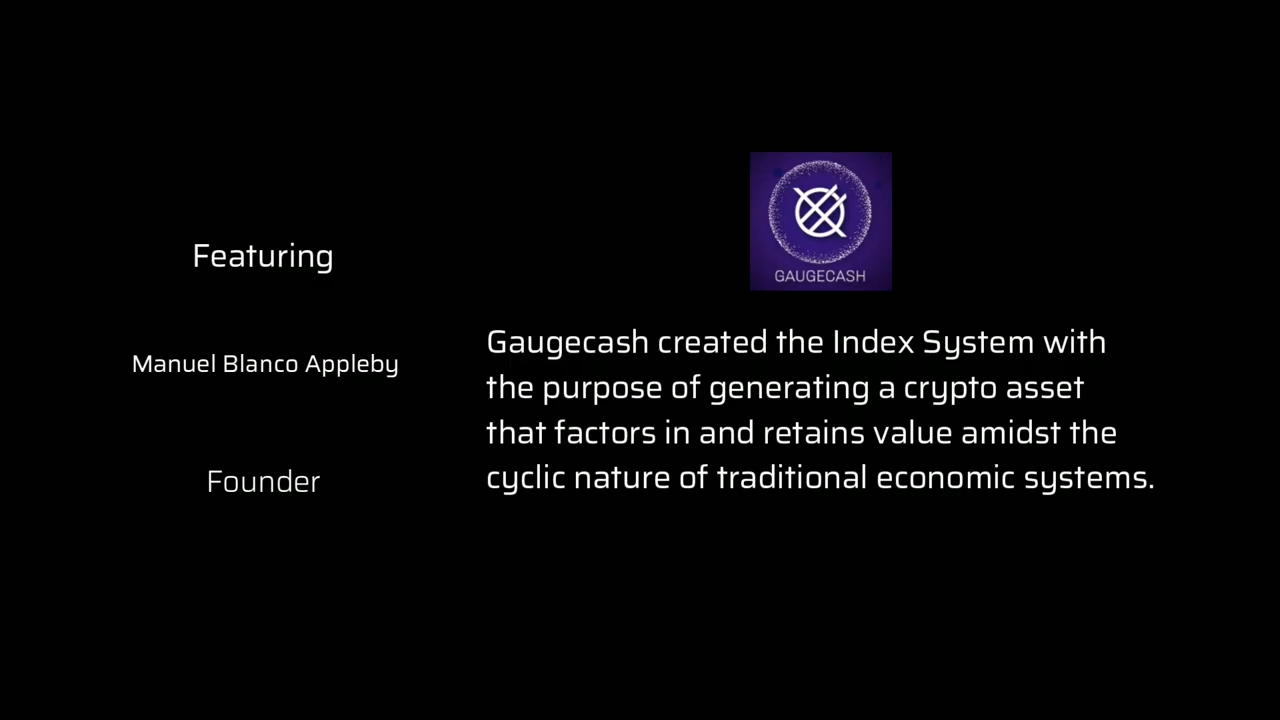 Featuring
Manuel Blanco Appleby
Founder
GAUGECASH
Gaugecash created the Index System with
the purpose of generating a crypto asset
that factors in and retains value amidst the
cyclic nature of traditional economic systems.